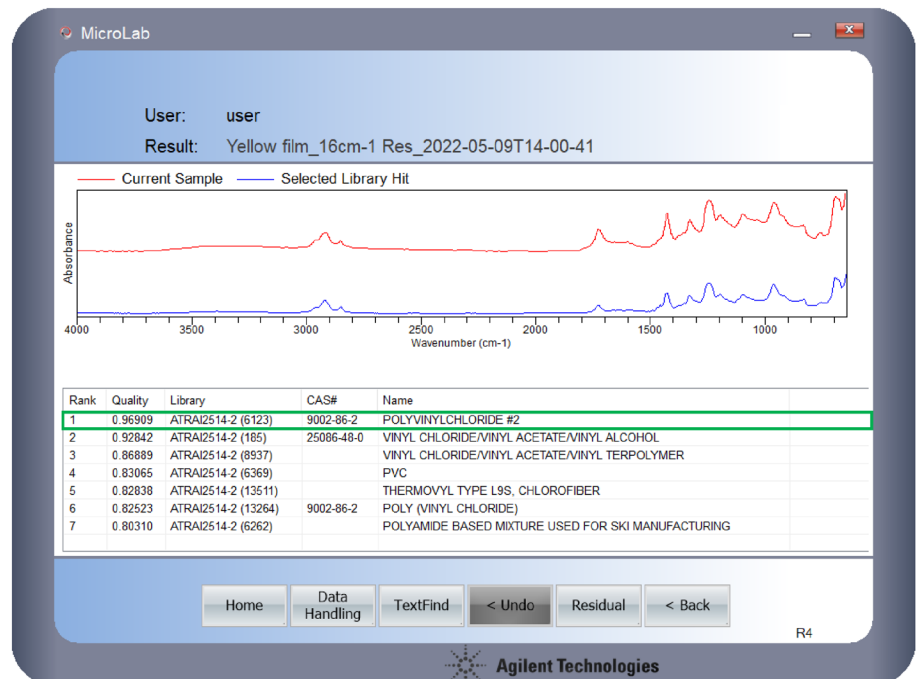 MicroLab
User: user
Result: Yellow film_16cm-1 Res_2022-05-09T14-00-41
Current Sample Selected Library Hit
Absorbance
4000 3500 3000 2500 2000 1500 1000
Wavenumber (cm-1)
Rank Quality Library CAS# Name
1 0.96909 ATRAI2514-2 (6123) 9002-86-2 POLYVINYLCHLORIDE #2
2 0.92842 ATRAI2514-2 (185) 25086-48-0 VINYL CHLORIDE/VINYL ACETATE/VINYL ALCOHOL
3 0.86889 ATRAI2514-2 (8937) VINYL CHLORIDE/VINYL ACETATE/VINYL TERPOLYMER
4 0.83065 ATRAI2514-2 (6369) PVC
5 0.82838 ATRAI2514-2 (13511) THERMOVYL TYPE L9S, CHLOROFIBER
6 0.82523 ATRAI2514-2 (13264) 9002-86-2 POLY (VINYL CHLORIDE)
7 0.80310 ATRAI2514-2 (6262) POLYAMIDE BASED MIXTURE USED FOR SKI MANUFACTURING
Home Data Handling TextFind < Undo Residual < Back
R4
Agilent Technologies